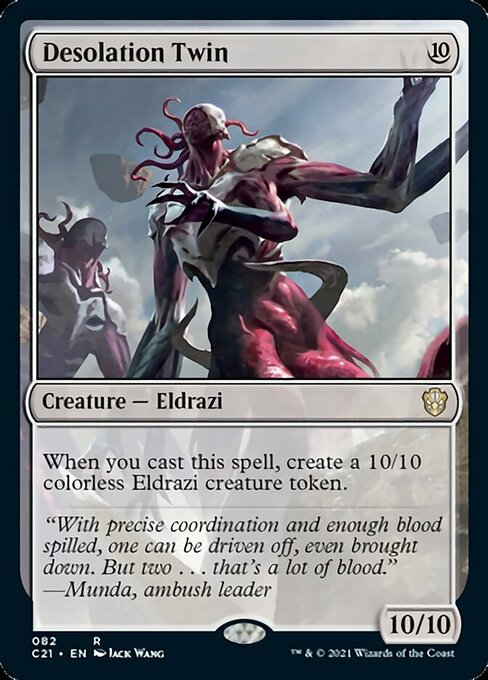 Desolation Twin 10
Creature — Eldrazi
When you cast this spell, create a 10/10
colorless Eldrazi creature token.
“With precise coordination and enough blood
spilled, one can be driven off, even brought
down. But two . . . that’s a lot of blood.”
—Munda, ambush leader
10/10
082 R
C21 • EN Jack Wang
™ & © 2021 Wizards of the Coast